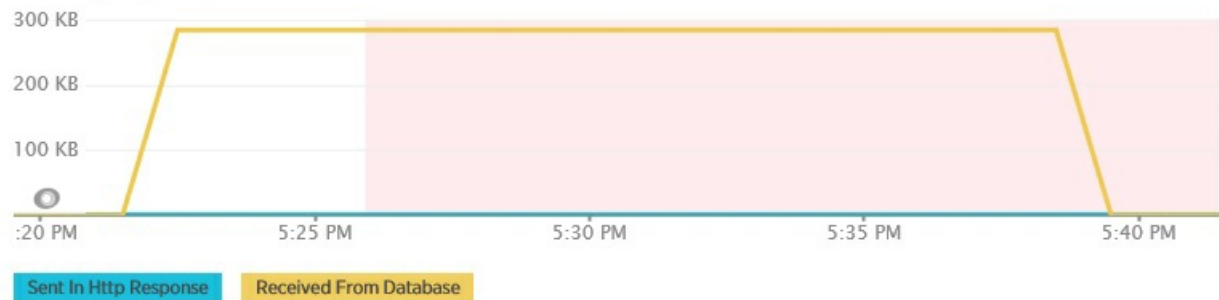 300 KB
200 KB
100 KB
:20 PM 5:25 PM 5:30 PM 5:35 PM 5:40 PM
Sent In Http Response Received From Database